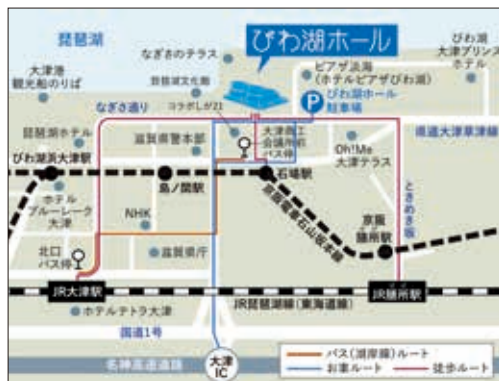 琵琶湖
なぎさのテラス
びわ湖ホール
びわ湖
大津プリンス
ホテル
大津港
観光船のりば
琵琶湖文化館
ピアザ淡海
(ホテルピアザびわ湖)
コラボしが21
P
びわ湖ホール
駐車場
なぎさ通り
琵琶湖ホテル
滋賀県警本部
大津商工
会議所前
バス停
県道大津草津線
Oh!Me
大津テラス
びわ湖浜大津駅
島ノ関駅
石場駅
京阪電車石山坂本線
ときめき坂
ホテル
ブルーレーク
大津
NHK
京阪
膳所駅
北口
バス停
滋賀県庁
JR大津駅
JR琵琶湖線(東海道線)
JR膳所駅
ホテルテトラ大津
国道1号
名神高速道路
大津
IC
バス(湖岸線)ルート
お車ルート
徒歩ルート